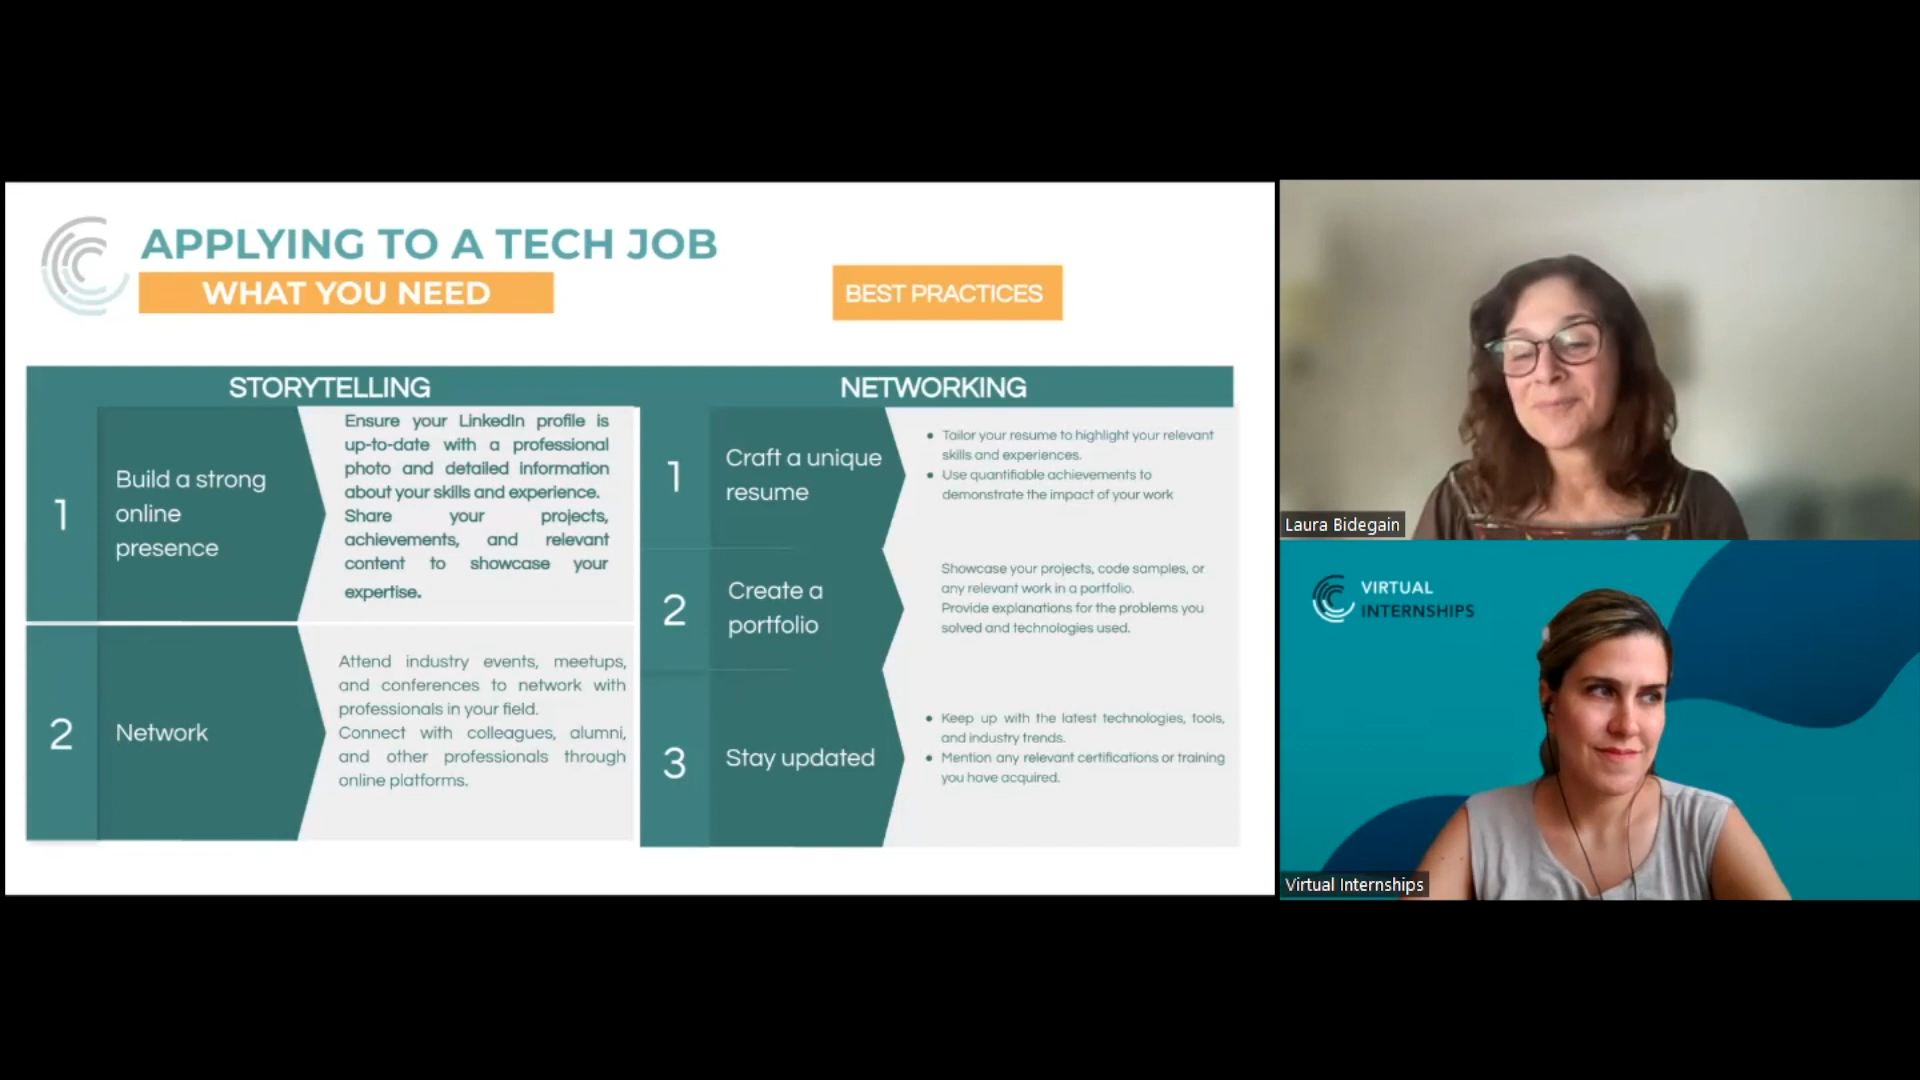 APPLYING TO A TECH JOB
WHAT YOU NEED
BEST PRACTICES
STORYTELLING
1
Build a strong
online
presence
Ensure your LinkedIn profile is
up-to-date with a professional
photo and detailed information
about your skills and experience.
Share your projects,
achievements, and relevant
content to showcase your
expertise.
2
Network
Attend industry events, meetups,
and conferences to network with
professionals in your field.
Connect with colleagues, alumni,
and other professionals through
online platforms.
NETWORKING
1
Craft a unique
resume
• Tailor your resume to highlight your relevant
skills and experiences.
• Use quantifiable achievements to
demonstrate the impact of your work
2
Create a
portfolio
Showcase your projects, code samples, or
any relevant work in a portfolio.
Provide explanations for the problems you
solved and technologies used.
3
Stay updated
• Keep up with the latest technologies, tools,
and industry trends.
• Mention any relevant certifications or training
you have acquired.
Laura Bidegain
VIRTUAL
INTERNSHIPS
Virtual Internships